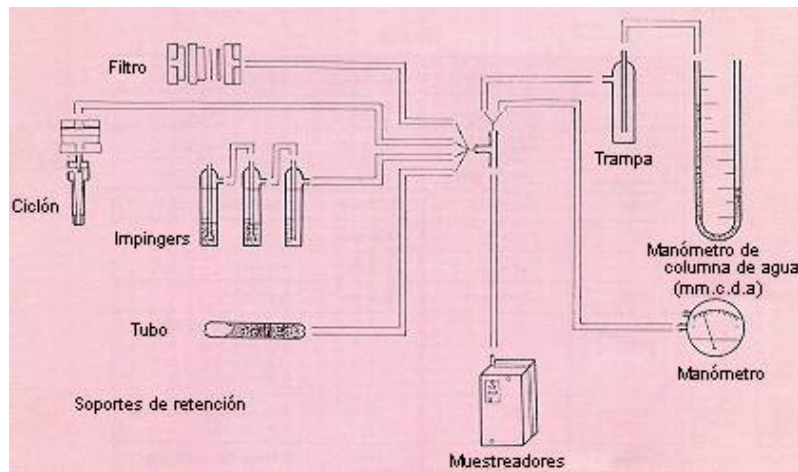 Filtro
Ciclón
Impingers
Tubo
Soportes de retención
Trampa
Manómetro de
columna de agua
(mm.c.d.a)
Manómetro
Muestreadores